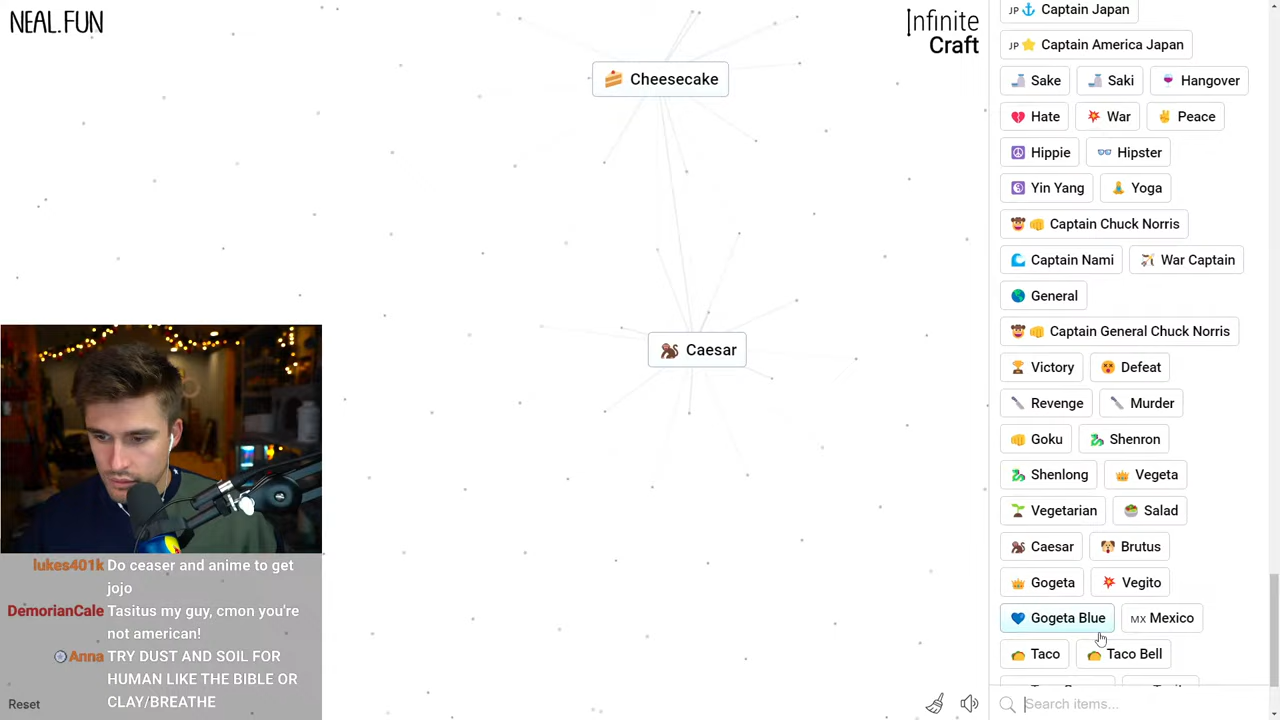 NEAL.FUN
Infinite
Craft
Cheesecake
Caesar
JP Captain Japan
JP Captain America Japan
Sake Saki Hangover
Hate War Peace
Hippie Hipster
Yin Yang Yoga
Captain Chuck Norris
Captain Nami War Captain
General
Captain General Chuck Norris
Victory Defeat
Revenge Murder
Goku Shenron
Shenlong Vegeta
Vegetarian Salad
Caesar Brutus
Gogeta Vegito
Gogeta Blue MX Mexico
Taco Taco Bell
Search items...
lukes401k Do ceaser and anime to get
jojo
DemorianCale Tasitus my guy, cmon you're
not american!
Anna TRY DUST AND SOIL FOR
HUMAN LIKE THE BIBLE OR
CLAY/BREATHE
Reset